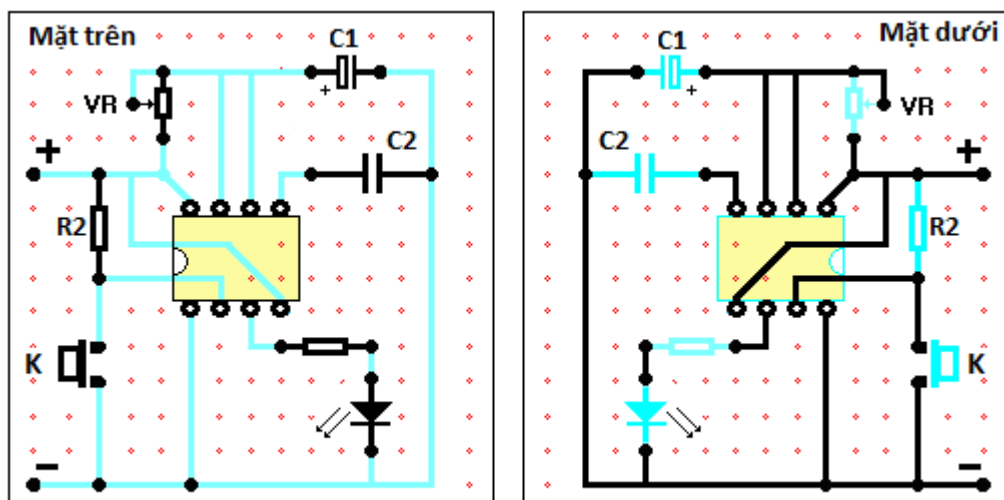 Mặt trên
C1
+
VR
+
C2
R2
K
−
Mặt dưới
C1
+
VR
C2
+
R2
K
−